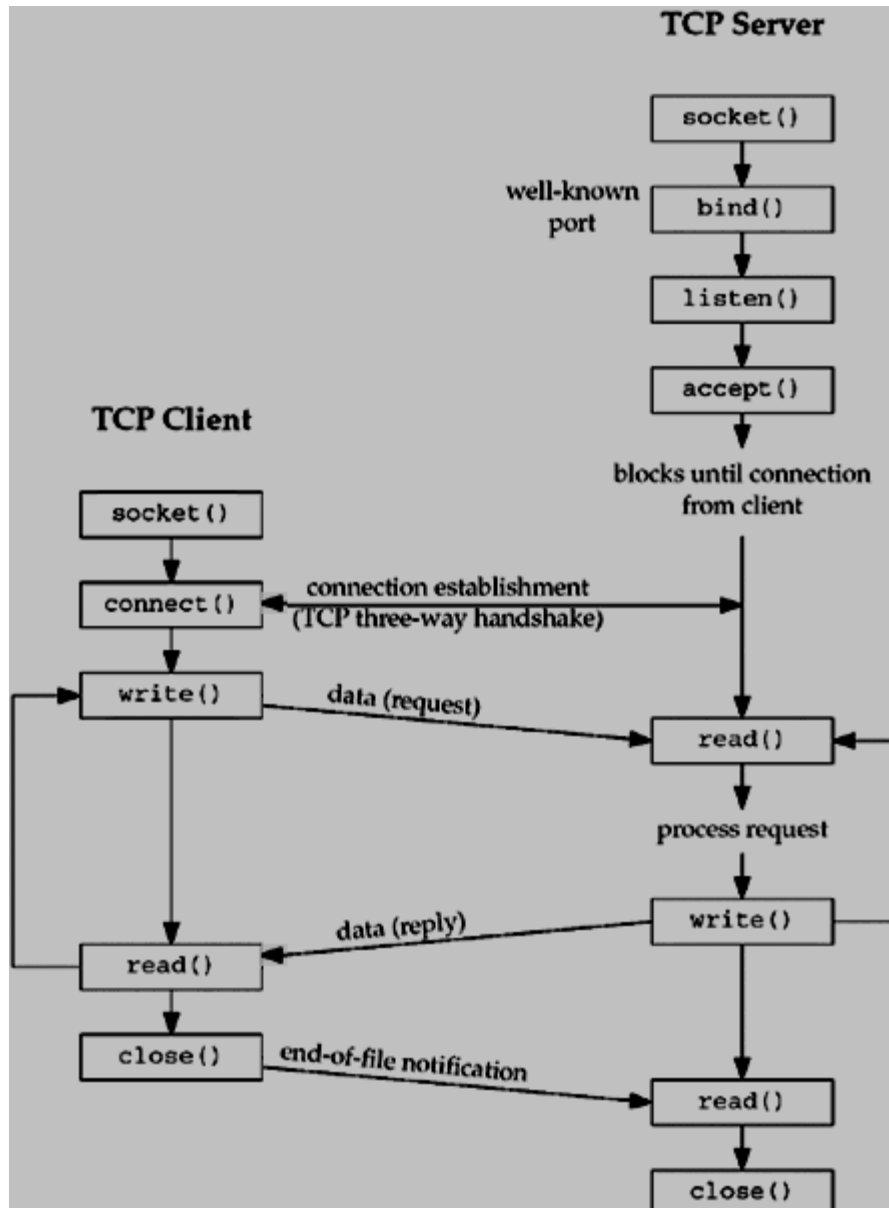 TCP Server
socket()
well-known
port
bind()
listen()
accept()
blocks until connection
from client
TCP Client
socket()
connect()
connection establishment
(TCP three-way handshake)
write()
data (request)
read()
process request
write()
data (reply)
read()
close()
end-of-file notification
read()
close()